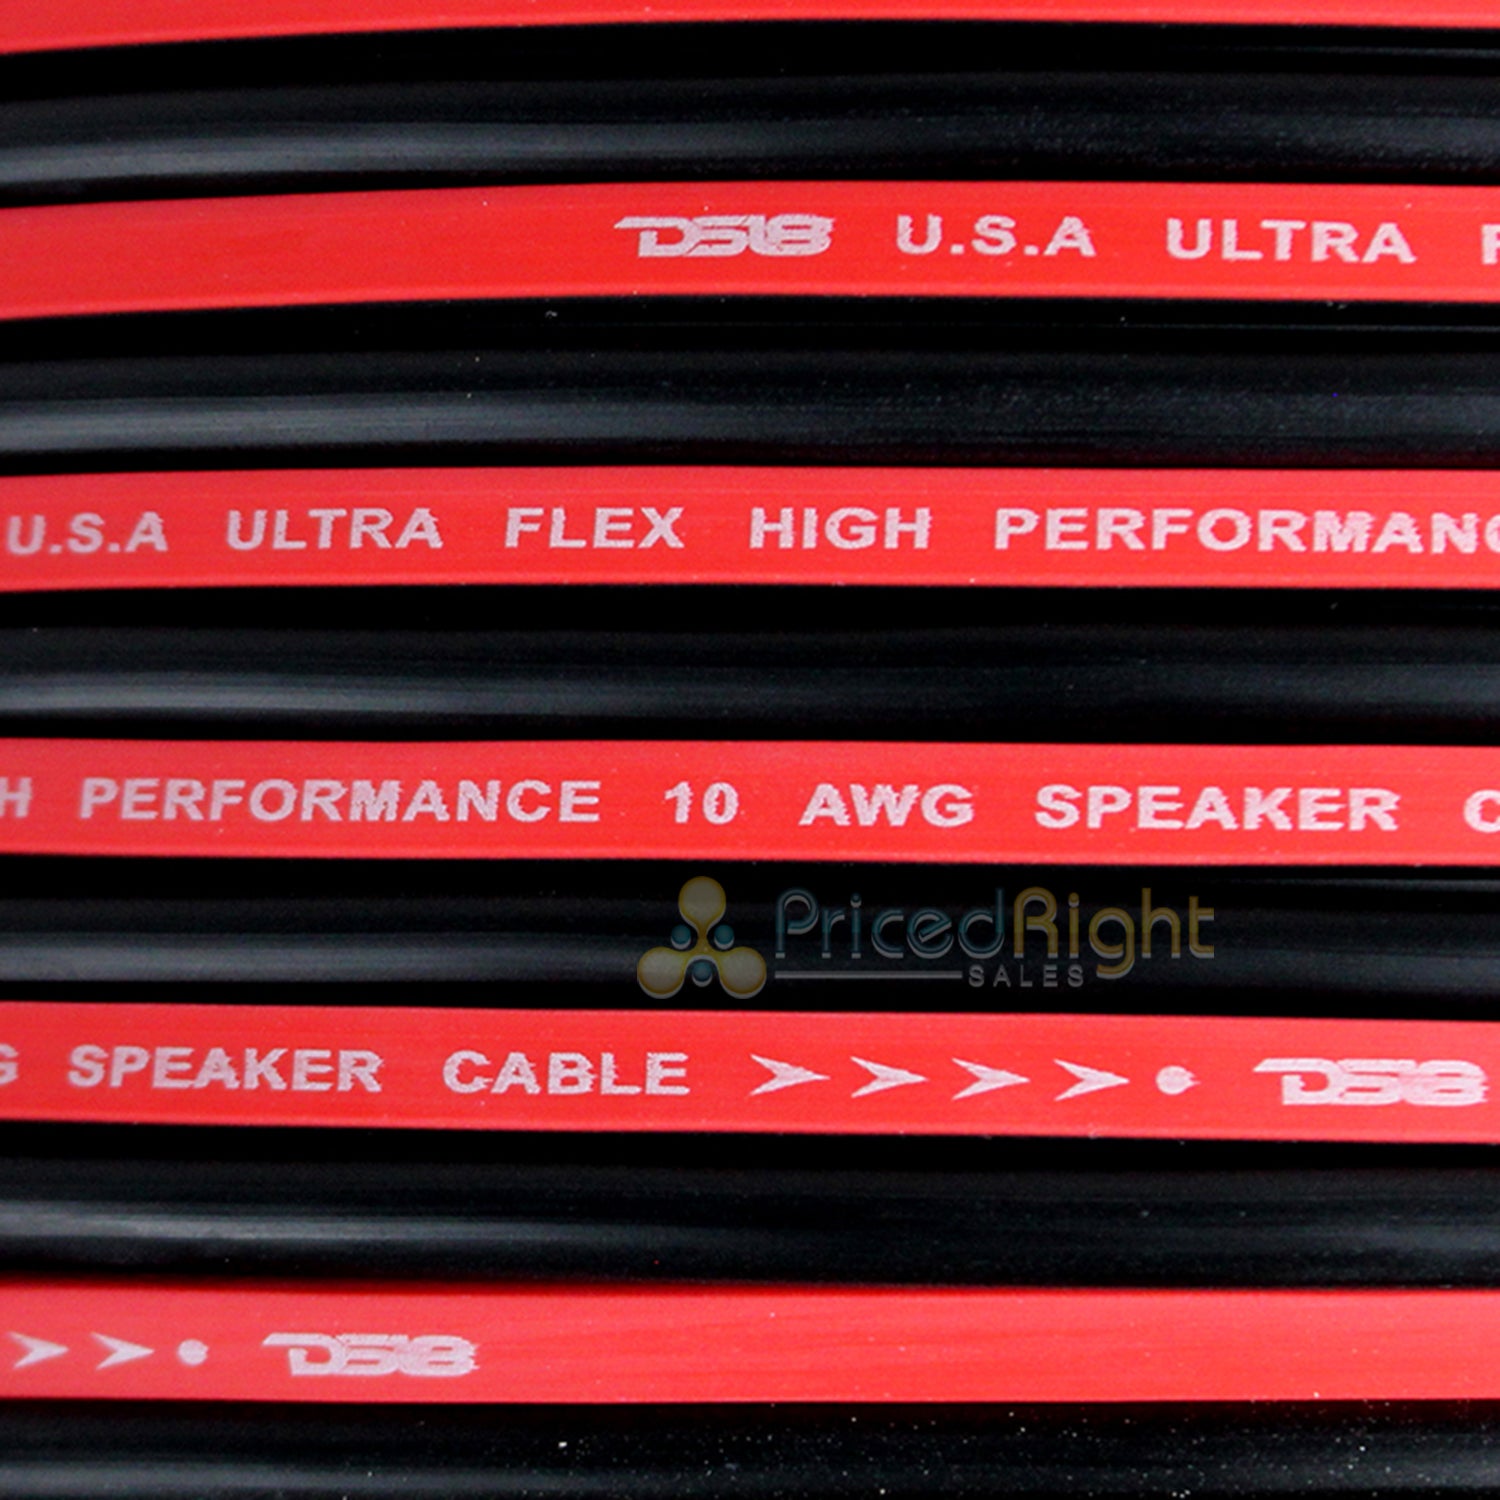 DS18 U.S.A ULTRA F
U.S.A ULTRA FLEX HIGH PERFORMANC
H PERFORMANCE 10 AWG SPEAKER C
PricedRight
SALES
G SPEAKER CABLE > > > > • DS18
> > • DS18